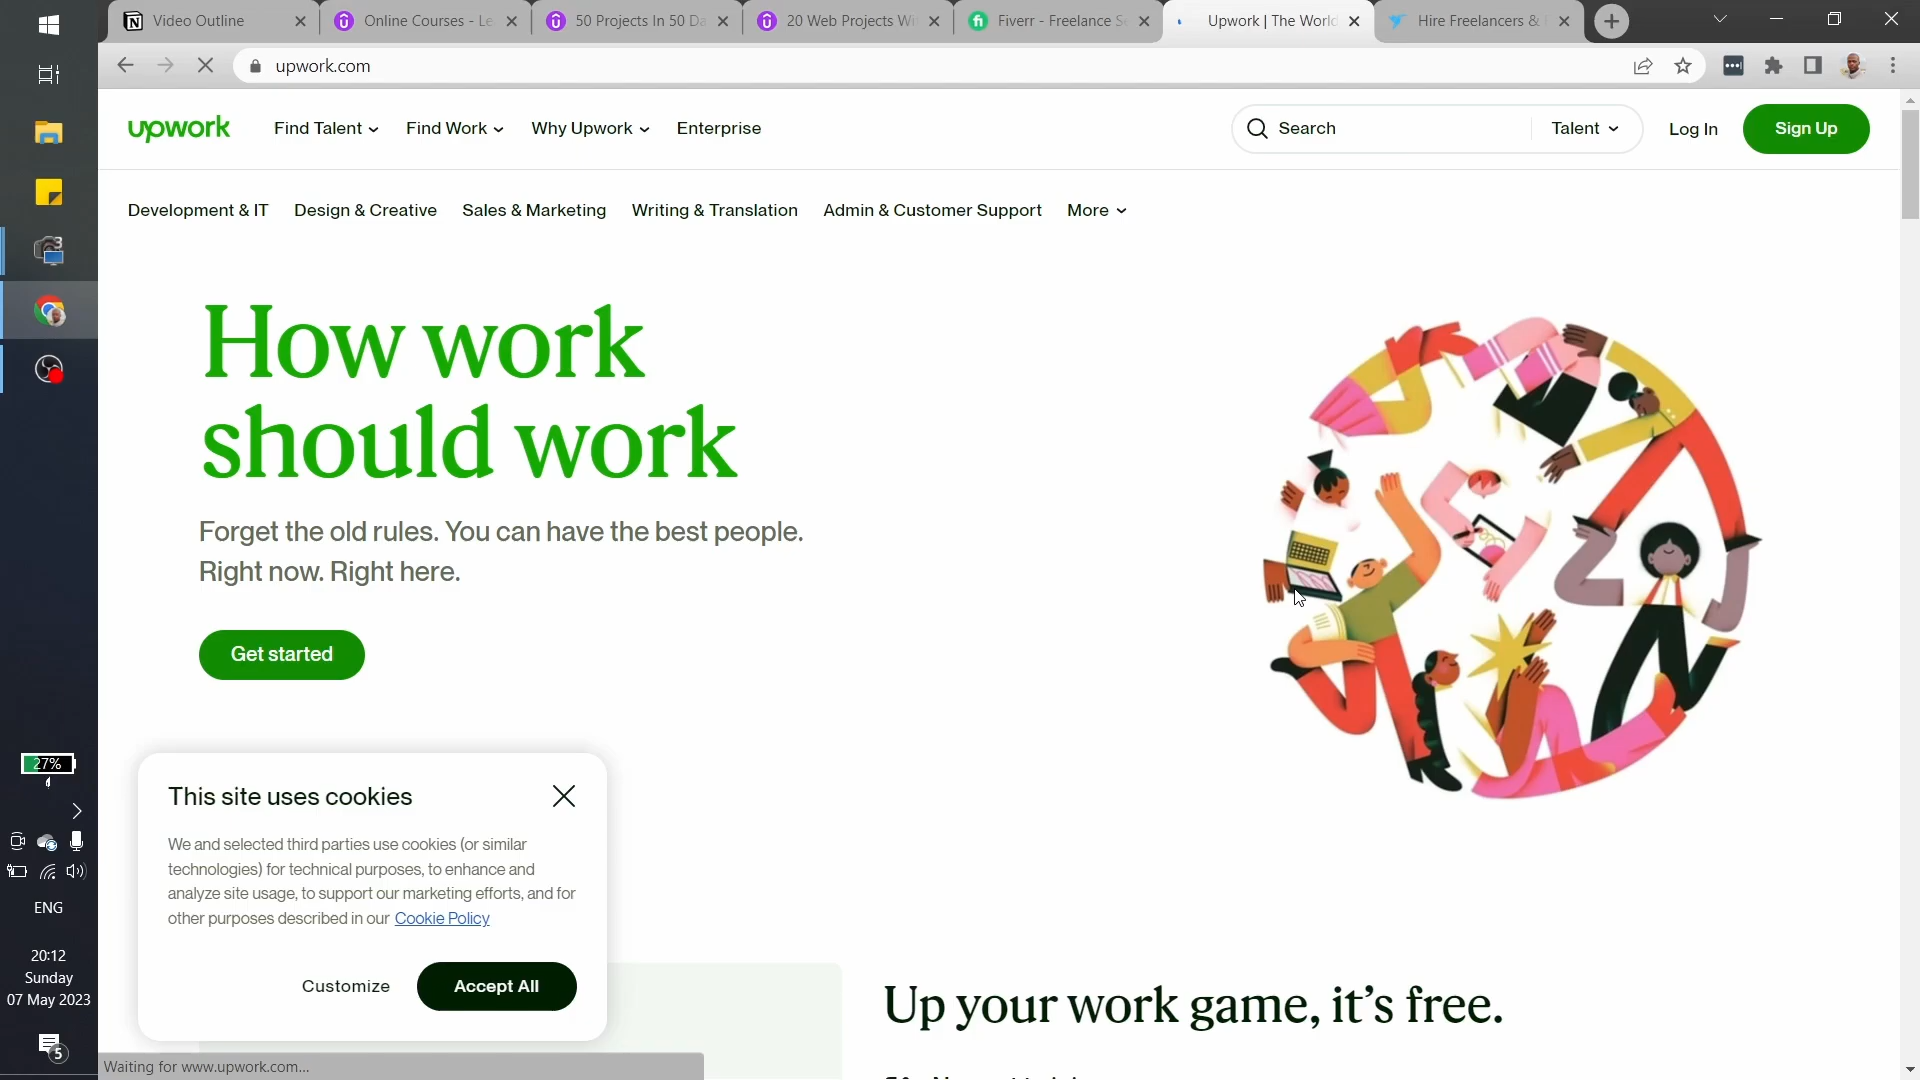 Video Outline
Online Courses - Le
50 Projects In 50 Da
20 Web Projects Wi
Fiverr - Freelance Se
Upwork | The World
Hire Freelancers &
upwork.com
upwork
Find Talent
Find Work
Why Upwork
Enterprise
Search
Talent
Log In
Sign Up
Development & IT
Design & Creative
Sales & Marketing
Writing & Translation
Admin & Customer Support
More
How work
should work
Forget the old rules. You can have the best people.
Right now. Right here.
Get started
This site uses cookies
We and selected third parties use cookies (or similar
technologies) for technical purposes, to enhance and
analyze site usage, to support our marketing efforts, and for
other purposes described in our Cookie Policy
Customize
Accept All
Up your work game, it's free.
Waiting for www.upwork.com...
3
27%
ENG
20:12
Sunday
07 May 2023
5